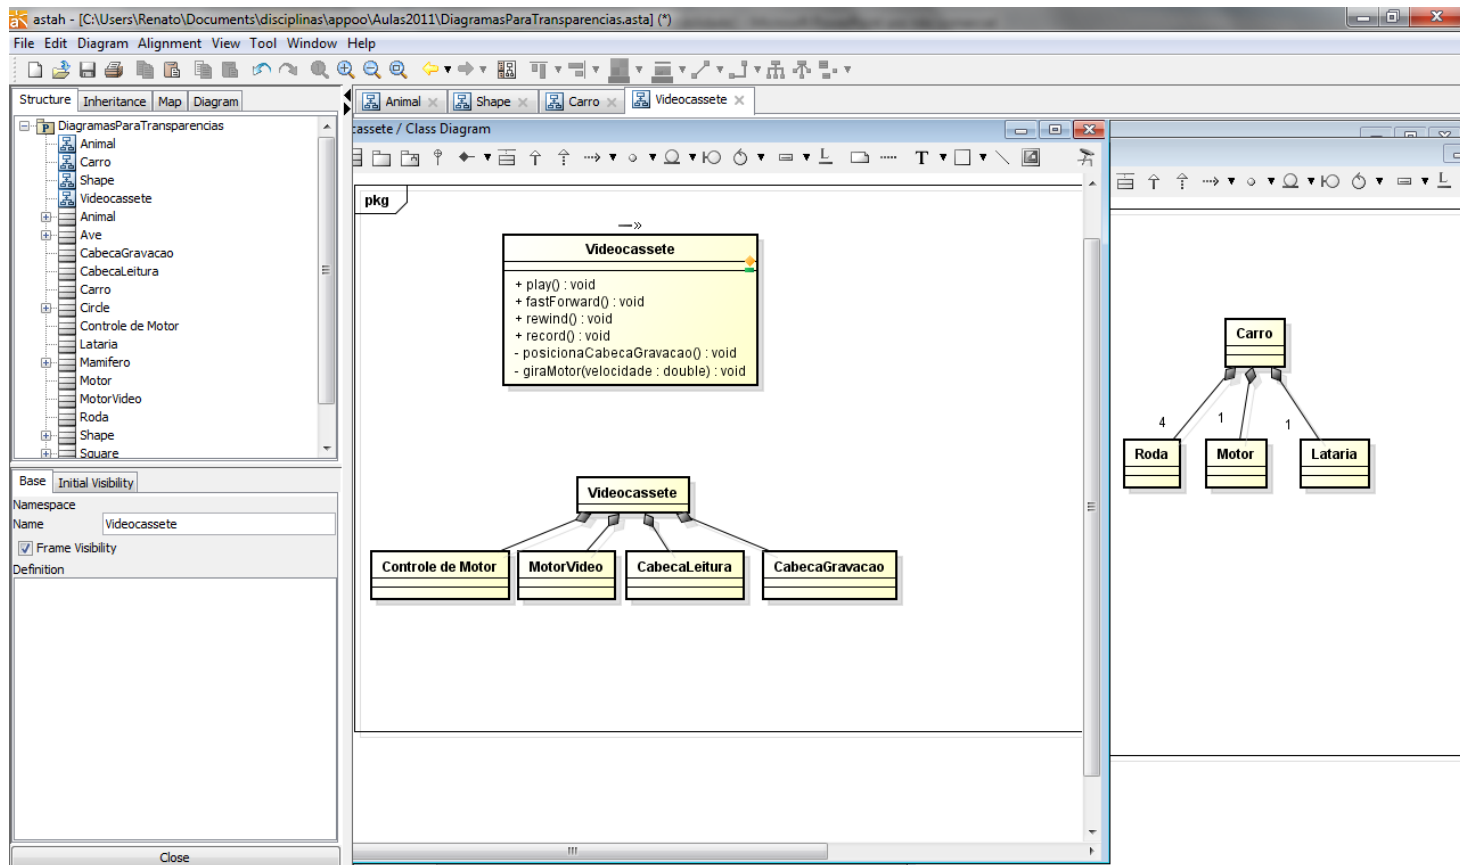 astah - [C:\Users\Renato\Documents\disciplinas\appoo\Aulas2011\DiagramasParaTransparencias.asta] (*)
File Edit Diagram Alignment View Tool Window Help
Structure Inheritance Map Diagram
Animal Shape Carro Videocassete
DiagramasParaTransparencias
Animal
Carro
Shape
Videocassete
Animal
Ave
CabecaGravacao
CabecaLeitura
Carro
Circle
Controle de Motor
Lataria
Mamifero
Motor
MotorVideo
Roda
Shape
Square
Base Initial Visibility
Namespace
Name Videocassete
Frame Visibility
Definition
Close
cassete / Class Diagram
T
L
pkg
Videocassete
+ play() : void
+ fastForward() : void
+ rewind() : void
+ record() : void
- posicionaCabecaGravacao() : void
- giraMotor(velocidade : double) : void
Videocassete
Controle de Motor MotorVideo CabecaLeitura CabecaGravacao
L
Carro
4 1 1
Roda Motor Lataria